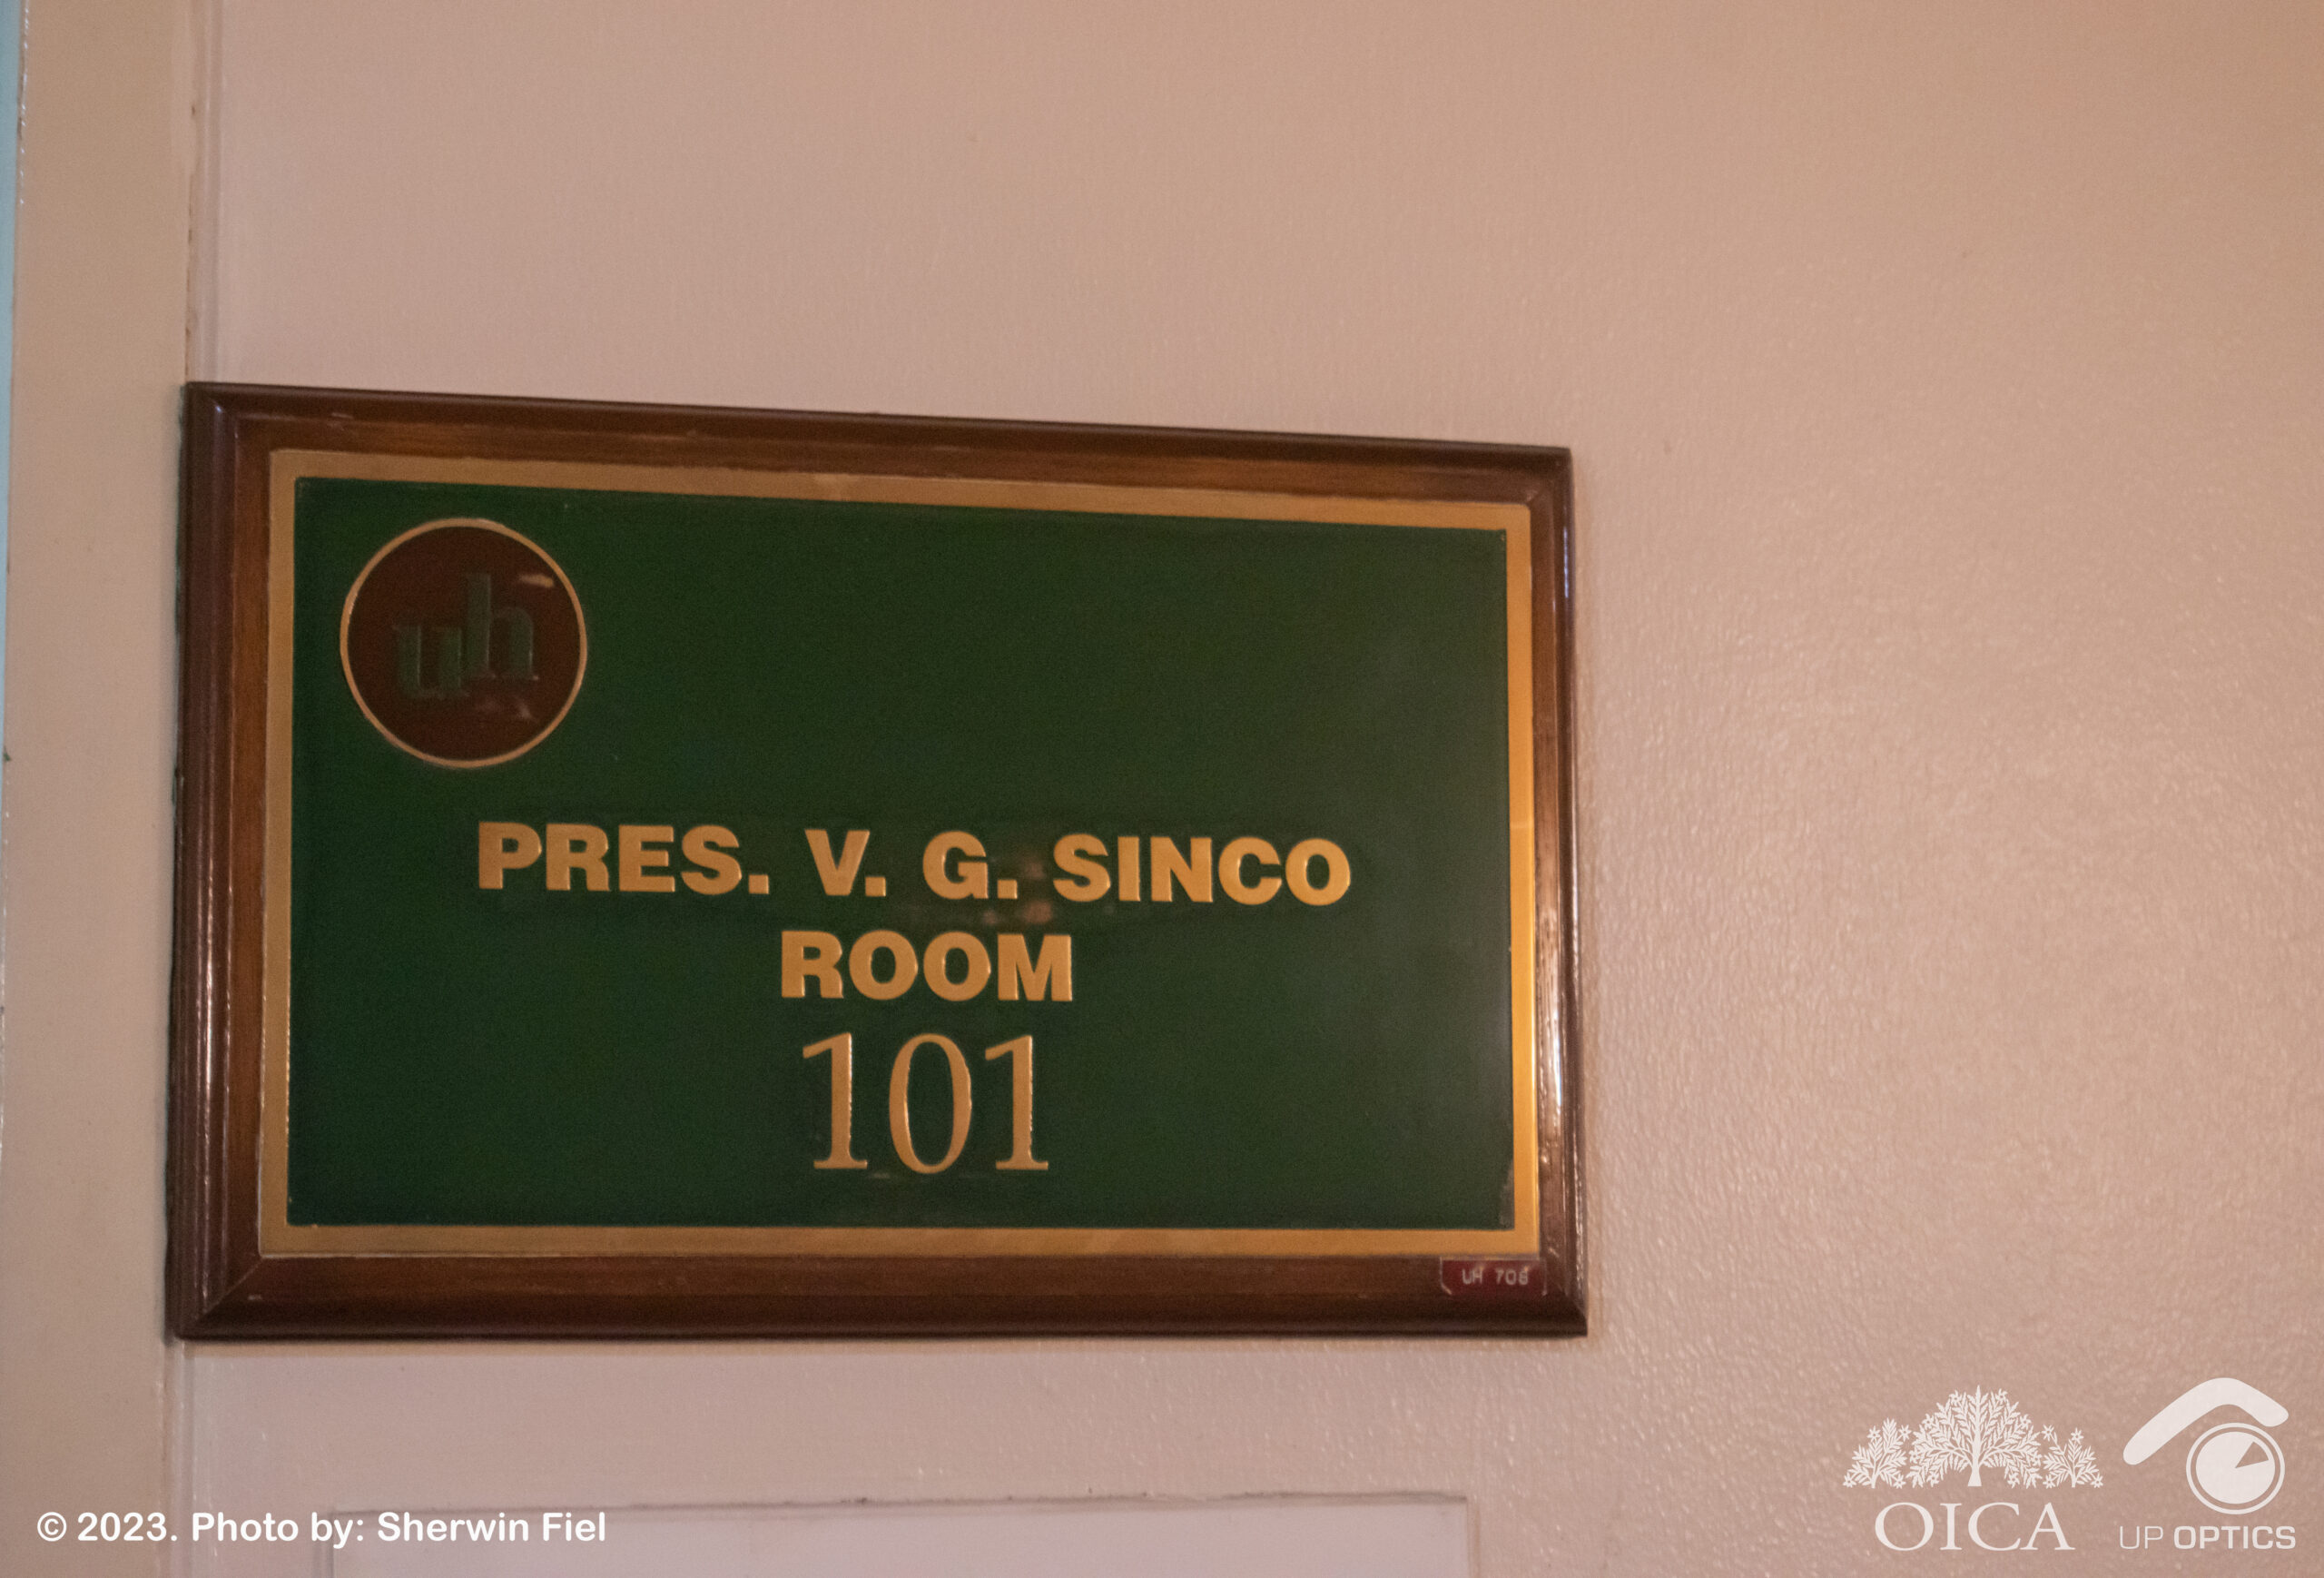 uh
PRES. V. G. SINCO
ROOM
101
UH 708
© 2023. Photo by: Sherwin Fiel
OICA
UP OPTICS